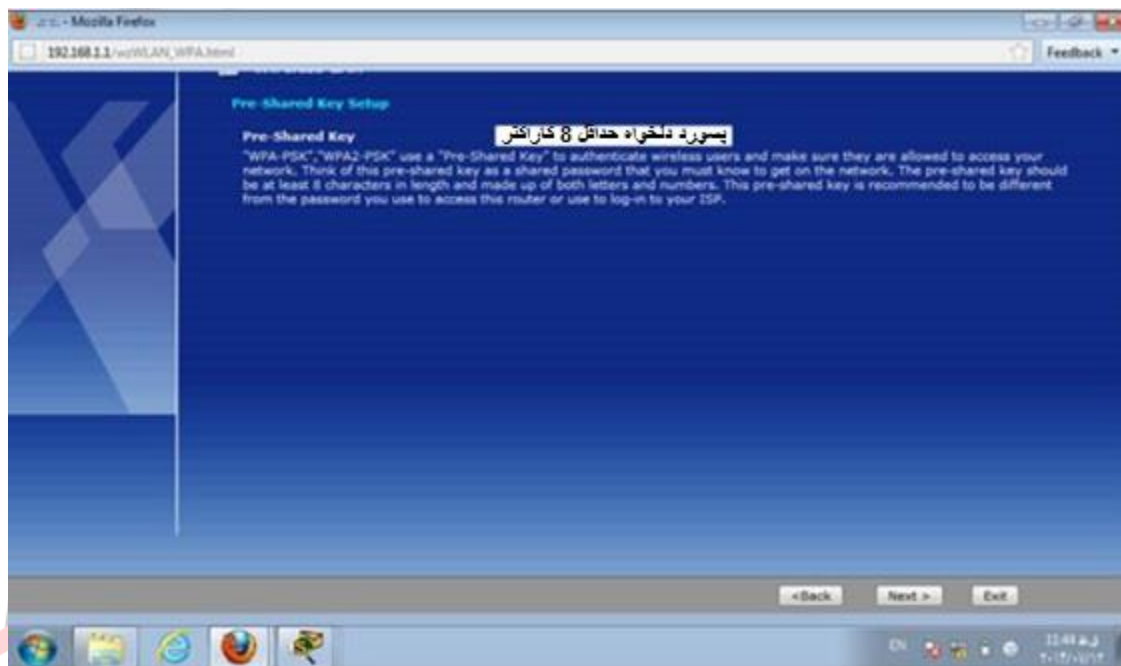 - Mozilla Firefox
192.168.1.1/wzWLAN_WPA.html
Feedback
Pre-Shared Key Setup
Pre-Shared Key
پسورد دلخواه حداقل 8 کاراکتر
"WPA-PSK","WPA2-PSK" use a "Pre-Shared Key" to authenticate wireless users and make sure they are allowed to access your
network. Think of this pre-shared key as a shared password that you must know to get on the network. The pre-shared key should
be at least 8 characters in length and made up of both letters and numbers. This pre-shared key is recommended to be different
from the password you use to access this router or use to log-in to your ISP.
<Back
Next >
Exit
EN